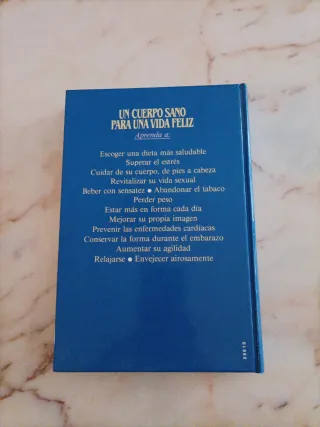 UN CUERPO SANO
PARA UNA VIDA FELIZ
Aprenda a:
Escoger una dieta más saludable
Superar el estrés
Cuidar de su cuerpo, de pies a cabeza
Revitalizar su vida sexual
Beber con sensatez • Abandonar el tabaco
Perder peso
Estar más en forma cada día
Mejorar su propia imagen
Prevenir las enfermedades cardíacas
Conservar la forma durante el embarazo
Aumentar su agilidad
Relajarse • Envejecer airosamente